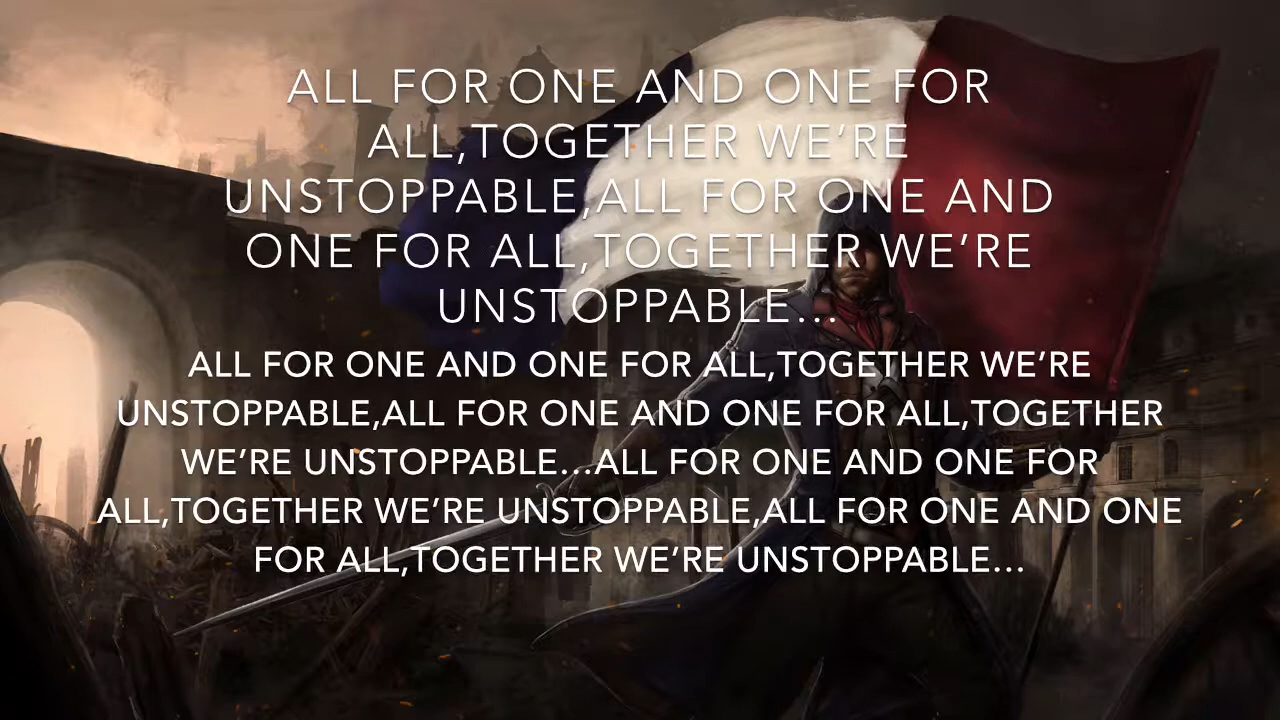 ALL FOR ONE AND ONE FOR
ALL,TOGETHER WE’RE
UNSTOPPABLE,ALL FOR ONE AND
ONE FOR ALL,TOGETHER WE’RE
UNSTOPPABLE…
ALL FOR ONE AND ONE FOR ALL,TOGETHER WE’RE
UNSTOPPABLE,ALL FOR ONE AND ONE FOR ALL,TOGETHER
WE’RE UNSTOPPABLE…ALL FOR ONE AND ONE FOR
ALL,TOGETHER WE’RE UNSTOPPABLE,ALL FOR ONE AND ONE
FOR ALL,TOGETHER WE’RE UNSTOPPABLE…